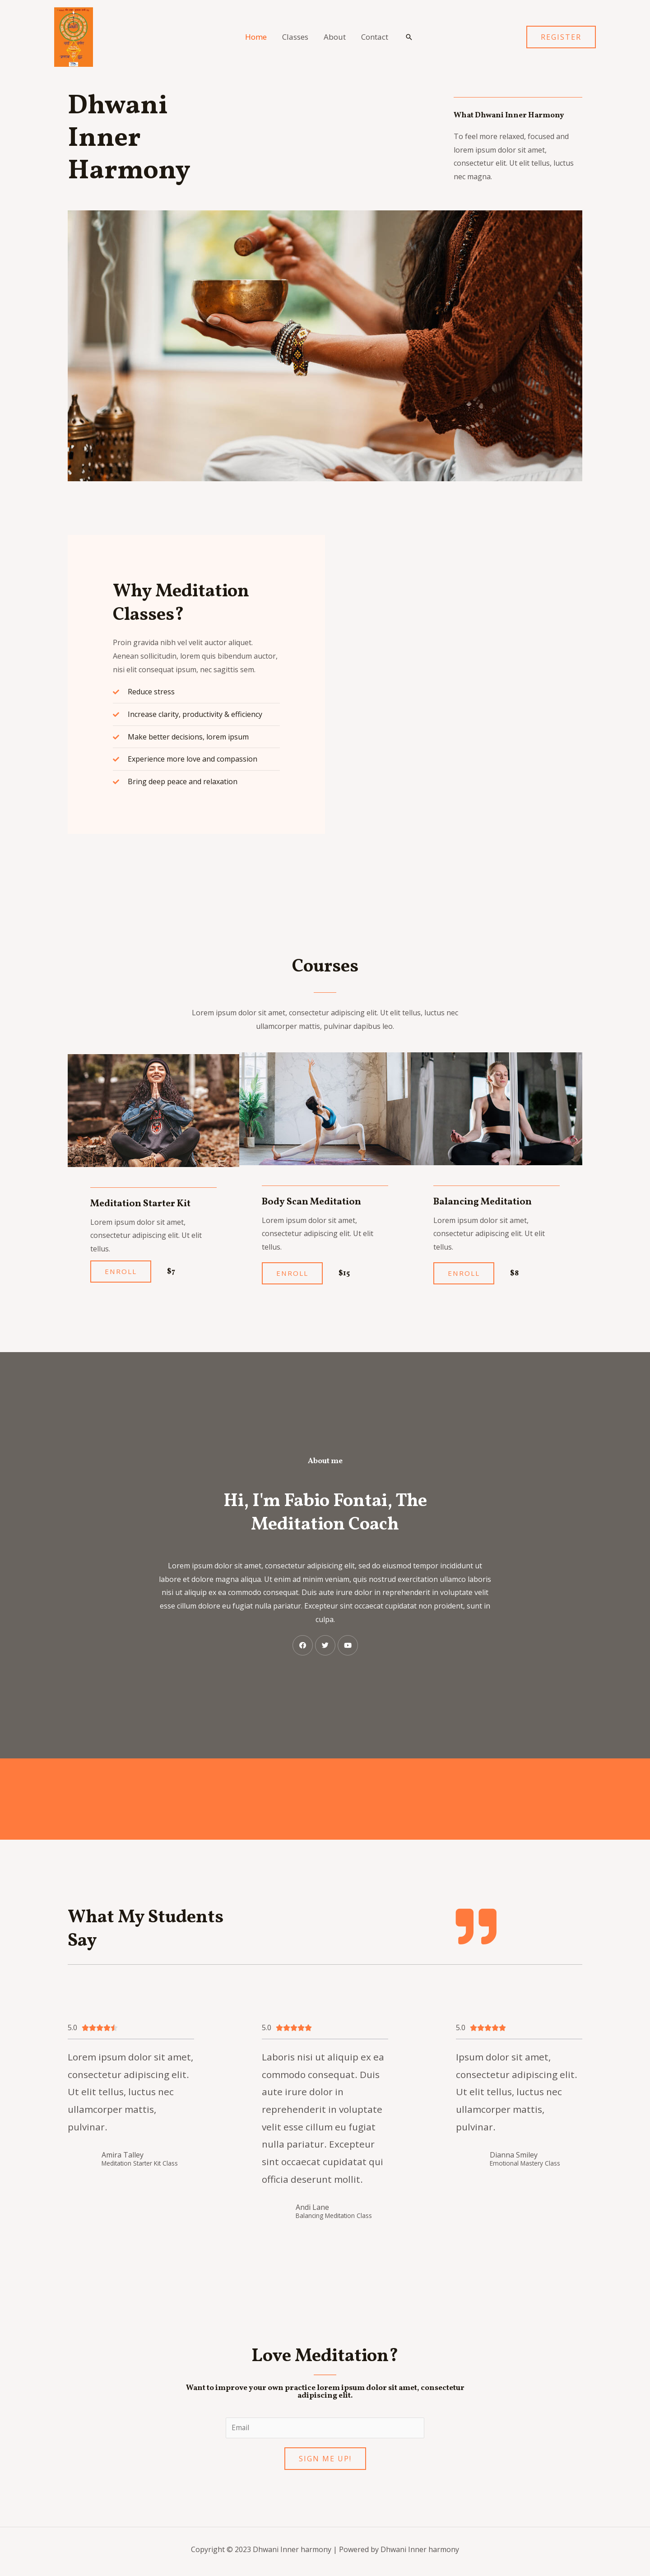 Home
Classes
About
Contact
REGISTER
Dhwani
Inner
Harmony
What Dhwani Inner Harmony
To feel more relaxed, focused and
lorem ipsum dolor sit amet,
consectetur elit. Ut elit tellus, luctus
nec magna.
Why Meditation
Classes?
Proin gravida nibh vel velit auctor aliquet.
Aenean sollicitudin, lorem quis bibendum auctor,
nisi elit consequat ipsum, nec sagittis sem.
Reduce stress
Increase clarity, productivity & efficiency
Make better decisions, lorem ipsum
Experience more love and compassion
Bring deep peace and relaxation
Courses
Lorem ipsum dolor sit amet, consectetur adipiscing elit. Ut elit tellus, luctus nec
ullamcorper mattis, pulvinar dapibus leo.
Meditation Starter Kit
Lorem ipsum dolor sit amet,
consectetur adipiscing elit. Ut elit
tellus.
ENROLL
$7
Body Scan Meditation
Lorem ipsum dolor sit amet,
consectetur adipiscing elit. Ut elit
tellus.
ENROLL
$15
Balancing Meditation
Lorem ipsum dolor sit amet,
consectetur adipiscing elit. Ut elit
tellus.
ENROLL
$8
About me
Hi, I'm Fabio Fontai, The
Meditation Coach
Lorem ipsum dolor sit amet, consectetur adipisicing elit, sed do eiusmod tempor incididunt ut
labore et dolore magna aliqua. Ut enim ad minim veniam, quis nostrud exercitation ullamco laboris
nisi ut aliquip ex ea commodo consequat. Duis aute irure dolor in reprehenderit in voluptate velit
esse cillum dolore eu fugiat nulla pariatur. Excepteur sint occaecat cupidatat non proident, sunt in
culpa.
What My Students
Say
5.0
Lorem ipsum dolor sit amet,
consectetur adipiscing elit.
Ut elit tellus, luctus nec
ullamcorper mattis,
pulvinar.
Amira Talley
Meditation Starter Kit Class
5.0
Laboris nisi ut aliquip ex ea
commodo consequat. Duis
aute irure dolor in
reprehenderit in voluptate
velit esse cillum eu fugiat
nulla pariatur. Excepteur
sint occaecat cupidatat qui
officia deserunt mollit.
Andi Lane
Balancing Meditation Class
5.0
Ipsum dolor sit amet,
consectetur adipiscing elit.
Ut elit tellus, luctus nec
ullamcorper mattis,
pulvinar.
Dianna Smiley
Emotional Mastery Class
Love Meditation?
Want to improve your own practice lorem ipsum dolor sit amet, consectetur
adipiscing elit.
Email
SIGN ME UP!
Copyright © 2023 Dhwani Inner harmony | Powered by Dhwani Inner harmony